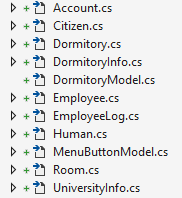 Account.cs
Citizen.cs
Dormitory.cs
DormitoryInfo.cs
DormitoryModel.cs
Employee.cs
EmployeeLog.cs
Human.cs
MenuButtonModel.cs
Room.cs
UniversityInfo.cs